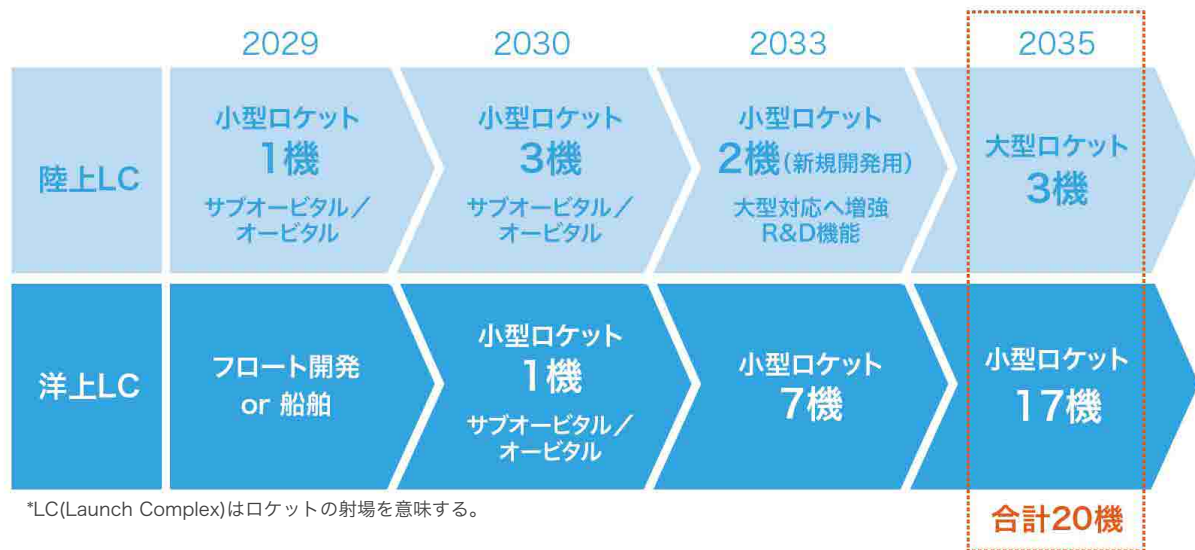 2029
2030
2033
2035
陸上LC
小型ロケット
1機
サブオービタル／
オービタル
小型ロケット
3機
サブオービタル／
オービタル
小型ロケット
2機(新規開発用)
大型対応へ増強
R&D機能
大型ロケット
3機
洋上LC
フロート開発
or 船舶
小型ロケット
1機
サブオービタル／
オービタル
小型ロケット
7機
小型ロケット
17機
*LC(Launch Complex)はロケットの射場を意味する。
合計20機